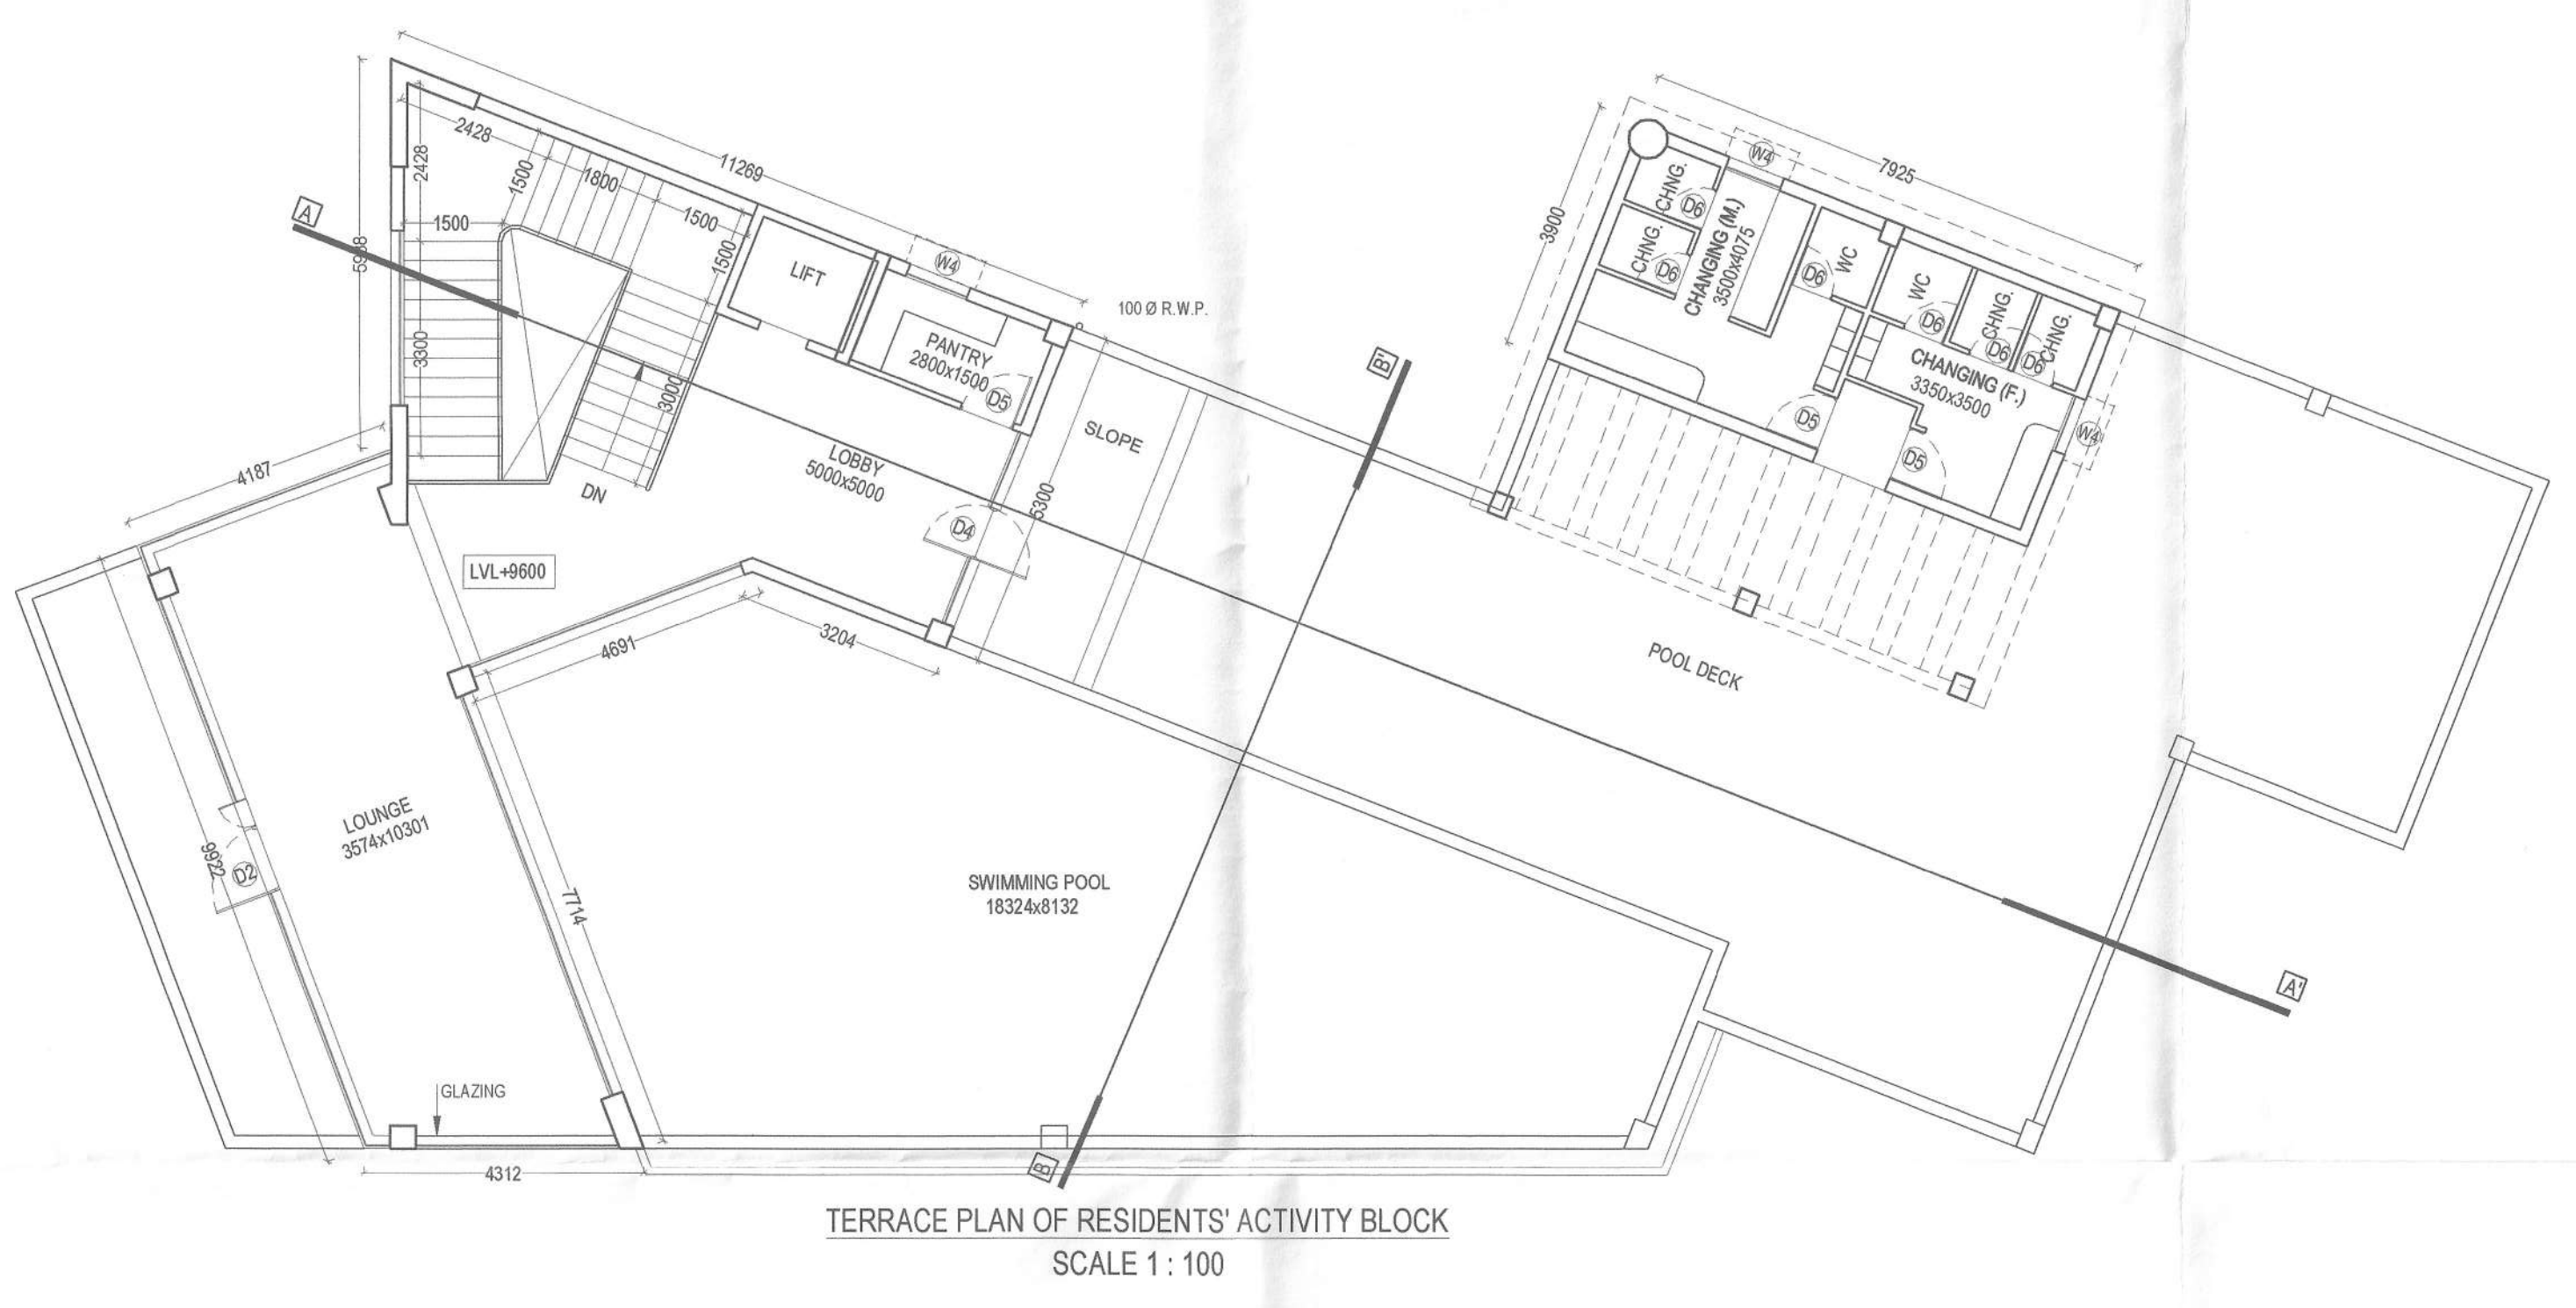 11269
2428
2428
1500
1800
1500
1500
1500
A
LIFT
W4
5938
3300
3000
PANTRY
2800x1500
D5
100 Ø R.W.P.
SLOPE
LOBBY
5000x5000
5300
DN
D4
4187
LVL+9600
4691
3204
LOUNGE
3574x10301
9922
D2
7714
SWIMMING POOL
18324x8132
GLAZING
4312
B
B'
A'
POOL DECK
7925
3900
W4
CHNG.
D6
CHNG.
D6
CHANGING (M.)
3500x4075
D6
WC
WC
D6
CHNG.
D6
CHNG.
D6
CHANGING (F.)
3350x3500
D5
D5
W4
TERRACE PLAN OF RESIDENTS' ACTIVITY BLOCK
SCALE 1 : 100